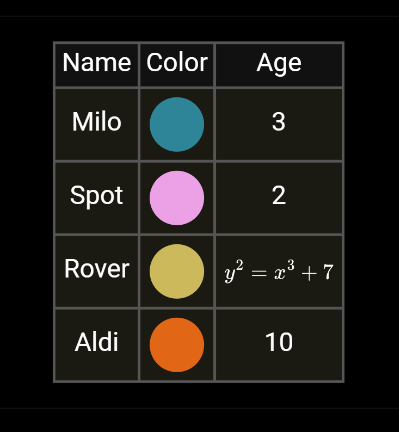 Name Color Age
Milo 3
Spot 2
Rover y² = x³ + 7
Aldi 10